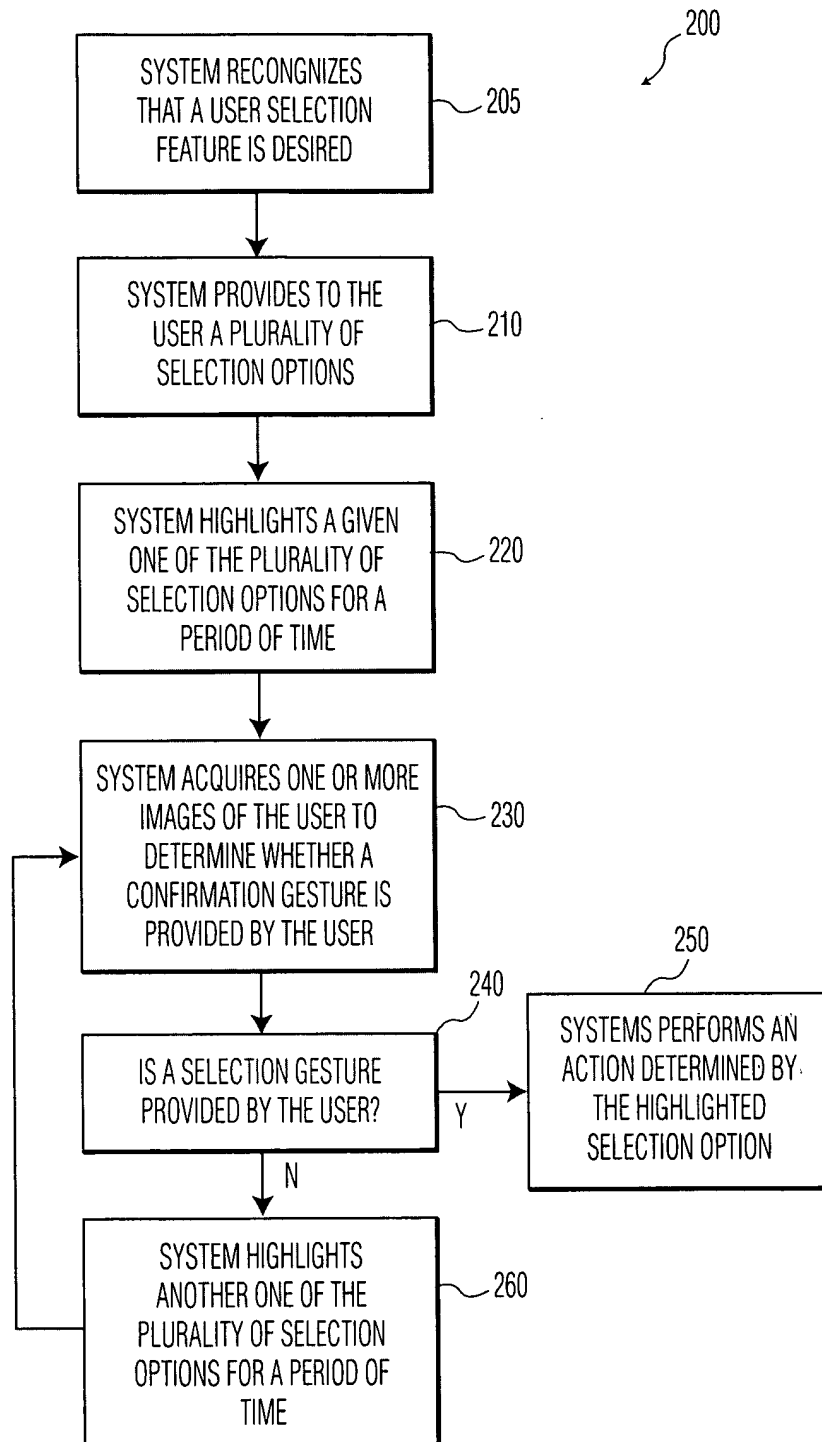 200
SYSTEM RECONGNIZES
THAT A USER SELECTION
FEATURE IS DESIRED
205
SYSTEM PROVIDES TO THE
USER A PLURALITY OF
SELECTION OPTIONS
210
SYSTEM HIGHLIGHTS A GIVEN
ONE OF THE PLURALITY OF
SELECTION OPTIONS FOR A
PERIOD OF TIME
220
SYSTEM ACQUIRES ONE OR MORE
IMAGES OF THE USER TO
DETERMINE WHETHER A
CONFIRMATION GESTURE IS
PROVIDED BY THE USER
230
240
IS A SELECTION GESTURE
PROVIDED BY THE USER?
Y
N
250
SYSTEMS PERFORMS AN
ACTION DETERMINED BY
THE HIGHLIGHTED
SELECTION OPTION
SYSTEM HIGHLIGHTS
ANOTHER ONE OF THE
PLURALITY OF SELECTION
OPTIONS FOR A PERIOD OF
TIME
260